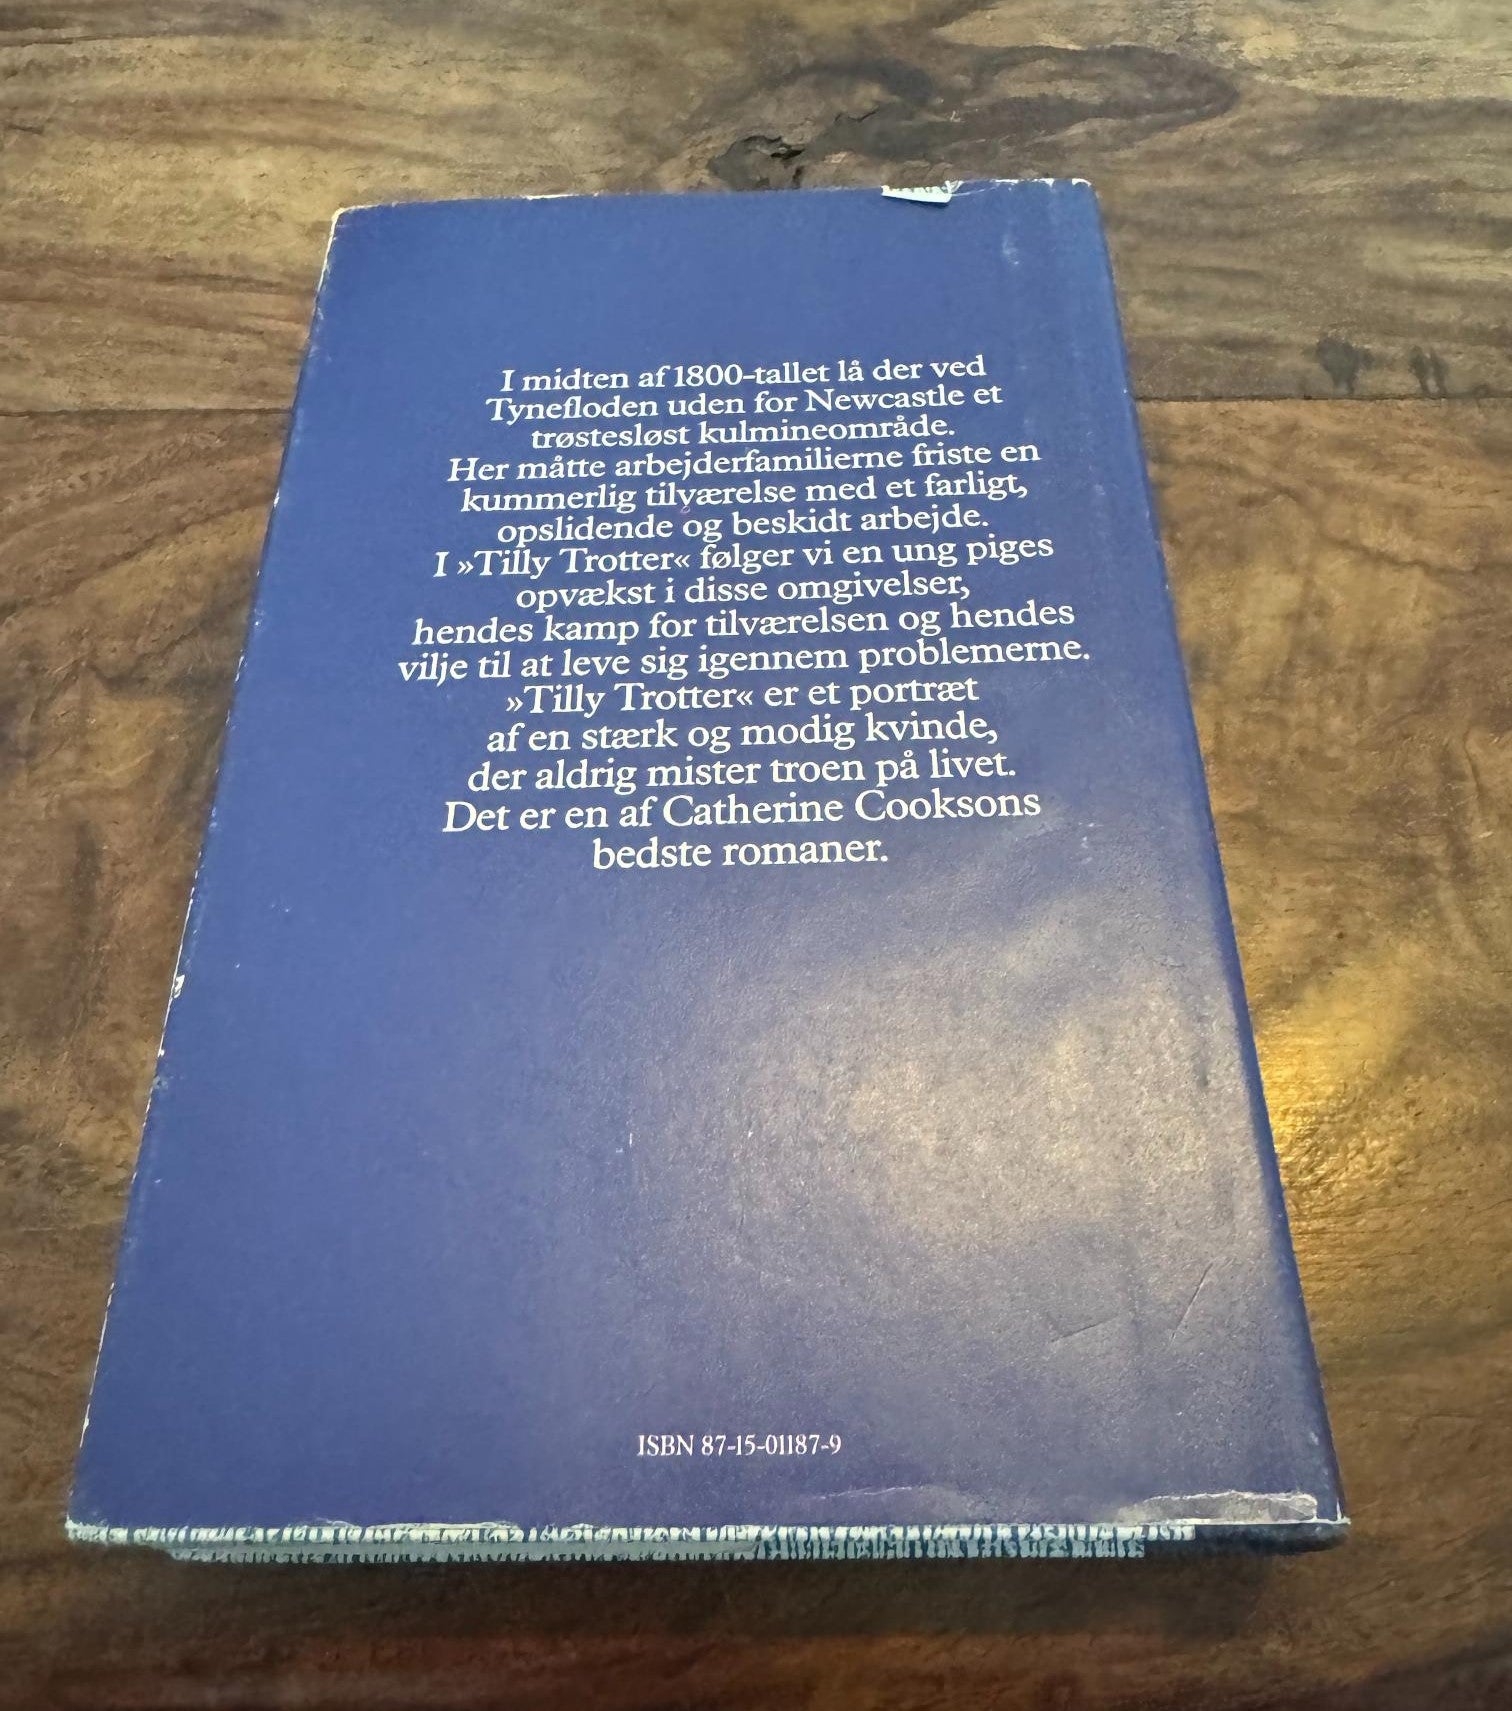 I midten af 1800-tallet lå der ved
Tynefloden uden for Newcastle et
trøstesløst kulmineområde.
Her måtte arbejderfamilierne friste en
kummerlig tilværelse med et farligt,
opslidende og beskidt arbejde.
I »Tilly Trotter« følger vi en ung piges
opvækst i disse omgivelser,
hendes kamp for tilværelsen og hendes
vilje til at leve sig igennem problemerne.
»Tilly Trotter« er et portræt
af en stærk og modig kvinde,
der aldrig mister troen på livet.
Det er en af Catherine Cooksons
bedste romaner.
ISBN 87-15-01187-9